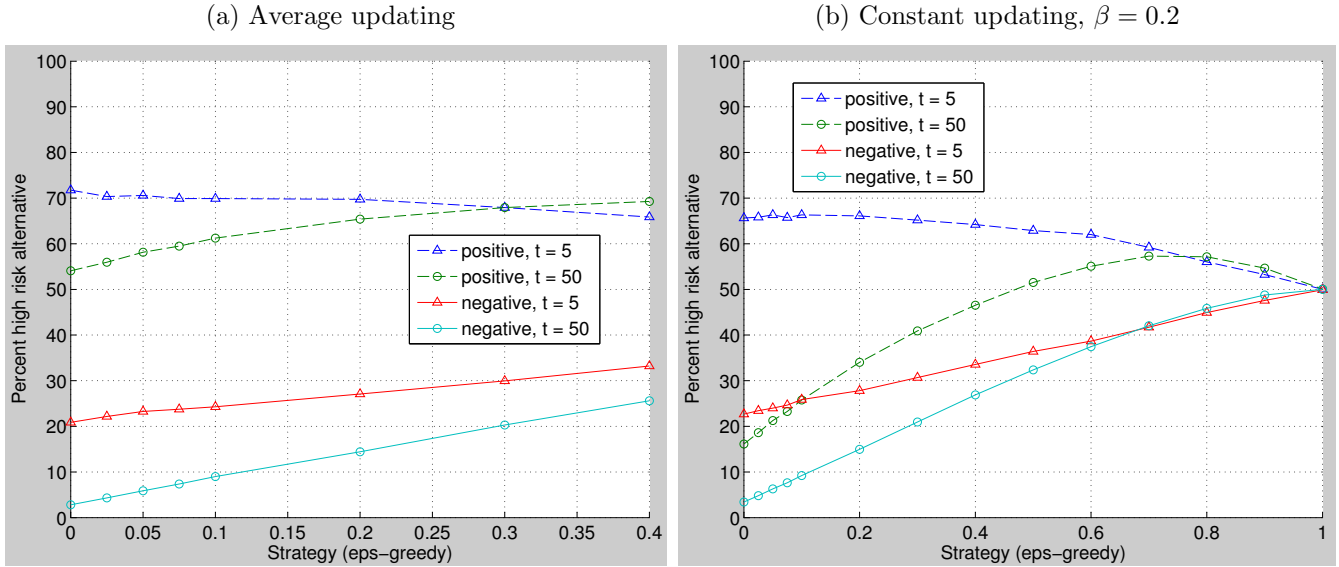 (a) Average updating
100
90
80
70
60
50
40
30
20
10
0
Percent high risk alternative
positive, t = 5
positive, t = 50
negative, t = 5
negative, t = 50
0 0.05 0.1 0.15 0.2 0.25 0.3 0.35 0.4
Strategy (eps−greedy)
(b) Constant updating, β = 0.2
100
90
80
70
60
50
40
30
20
10
0
Percent high risk alternative
positive, t = 5
positive, t = 50
negative, t = 5
negative, t = 50
0 0.2 0.4 0.6 0.8 1
Strategy (eps−greedy)